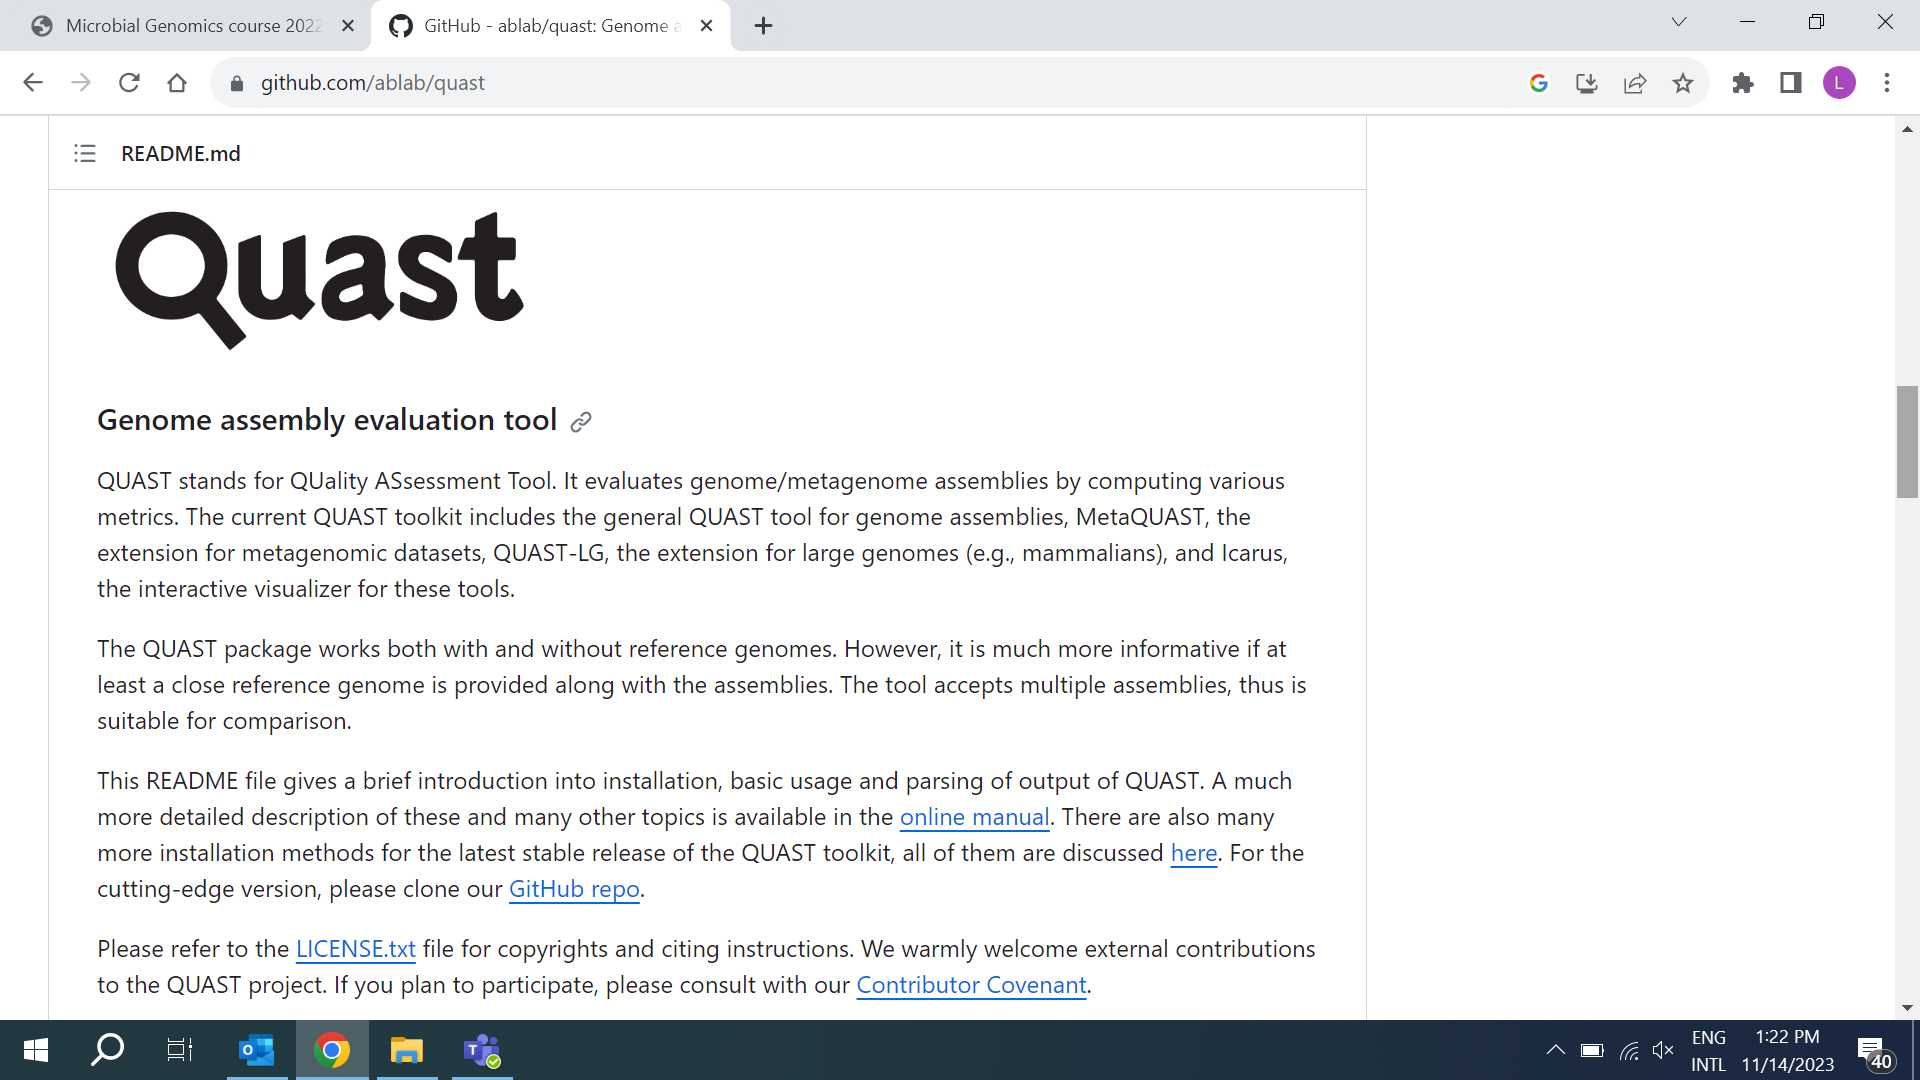 Microbial Genomics course 2022
GitHub - ablab/quast: Genome a
github.com/ablab/quast
L
README.md
Quast
Genome assembly evaluation tool
QUAST stands for QUality ASsessment Tool. It evaluates genome/metagenome assemblies by computing various
metrics. The current QUAST toolkit includes the general QUAST tool for genome assemblies, MetaQUAST, the
extension for metagenomic datasets, QUAST-LG, the extension for large genomes (e.g., mammalians), and Icarus,
the interactive visualizer for these tools.
The QUAST package works both with and without reference genomes. However, it is much more informative if at
least a close reference genome is provided along with the assemblies. The tool accepts multiple assemblies, thus is
suitable for comparison.
This README file gives a brief introduction into installation, basic usage and parsing of output of QUAST. A much
more detailed description of these and many other topics is available in the online manual. There are also many
more installation methods for the latest stable release of the QUAST toolkit, all of them are discussed here. For the
cutting-edge version, please clone our GitHub repo.
Please refer to the LICENSE.txt file for copyrights and citing instructions. We warmly welcome external contributions
to the QUAST project. If you plan to participate, please consult with our Contributor Covenant.
ENG 1:22 PM
INTL 11/14/2023
40